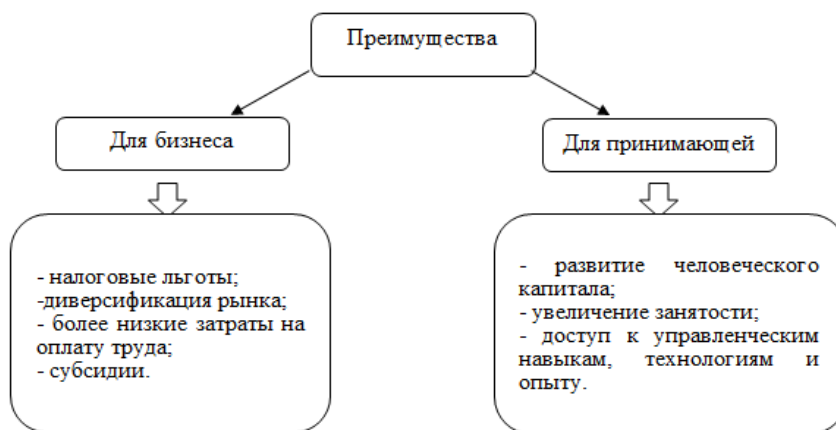 Преимущества
Для бизнеса
Для принимающей
- налоговые льготы;
-диверсификация рынка;
- более низкие затраты на
оплату труда;
- субсидии.
- развитие человеческого
капитала;
- увеличение занятости;
- доступ к управленческим
навыкам, технологиям и
опыту.